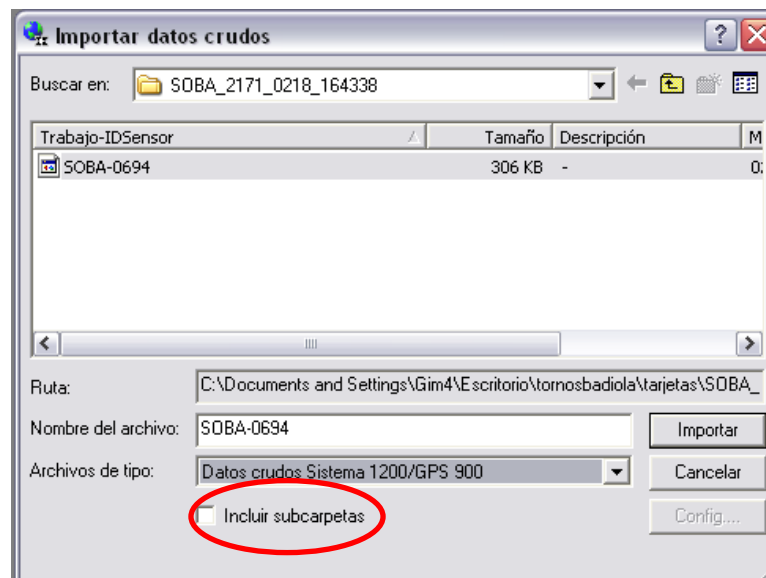 Importar datos crudos
Buscar en: SOBA_2171_0218_164338
Trabajo-IDSensor Tamaño Descripción M
SOBA-0694 306 KB - 0
Ruta: C:\Documents and Settings\Gim4\Escritorio\tornosbadiola\tarjetas\SOBA_
Nombre del archivo: SOBA-0694 Importar
Archivos de tipo: Datos crudos Sistema 1200/GPS 900 Cancelar
Incluir subcarpetas Config....